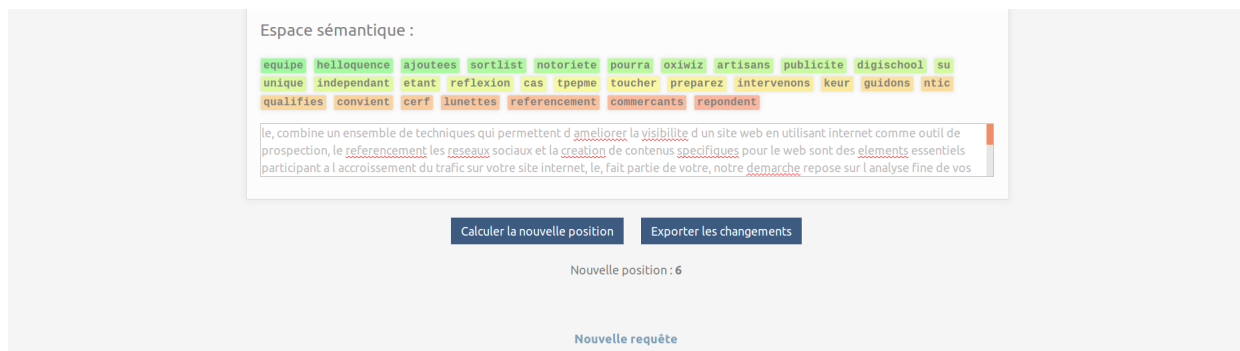 Espace sémantique :
equipe helloquence ajoutees sortlist notoriete pourra oxiwiz artisans publicite digischool su
unique independant etant reflexion cas tpepme toucher preparez intervenons keur guidons ntic
qualifies convient cerf lunettes referencement commercants repondent
le, combine un ensemble de techniques qui permettent d ameliorer la visibilite d un site web en utilisant internet comme outil de
prospection, le referencement les reseaux sociaux et la creation de contenus specifiques pour le web sont des elements essentiels
participant a l accroissement du trafic sur votre site internet, le, fait partie de votre, notre demarche repose sur l analyse fine de vos
Calculer la nouvelle position Exporter les changements
Nouvelle position : 6
Nouvelle requête